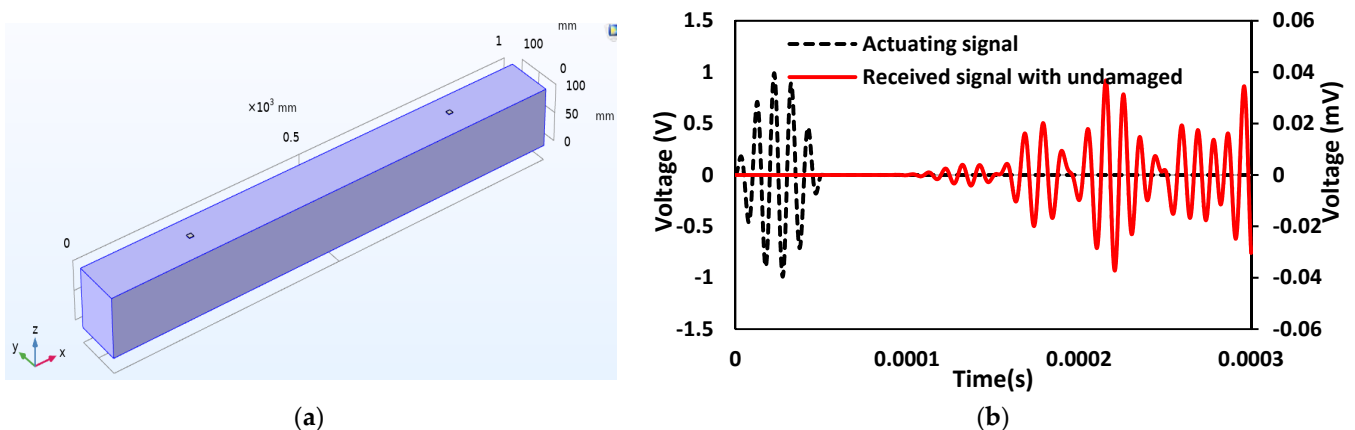 mm
1 100
0
100
50 mm
0
×10³ mm
0.5
0
z
y x
(a)
1.5 0.06
Actuating signal
Received signal with undamaged
1 0.04
0.5 0.02
0 0
-0.5 -0.02
-1 -0.04
-1.5 -0.06
Voltage (V)
Voltage (mV)
0 0.0001 0.0002 0.0003
Time(s)
(b)